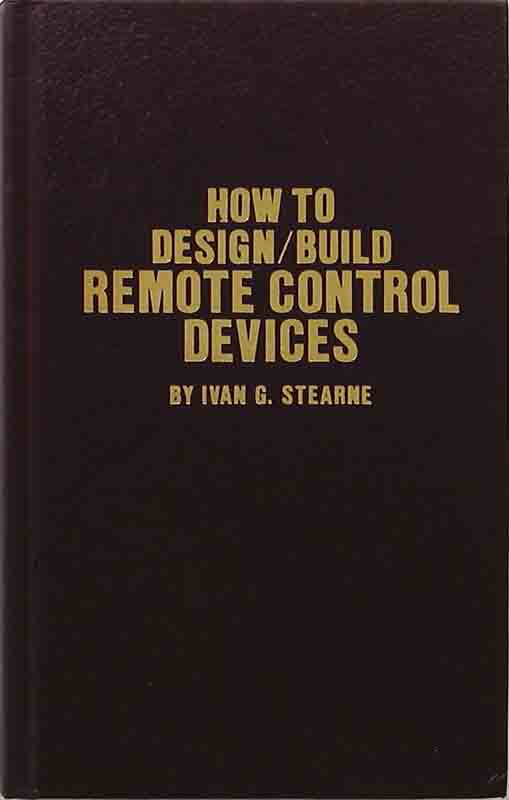 HOW TO
DESIGN/BUILD
REMOTE CONTROL
DEVICES
BY IVAN G. STEARNE